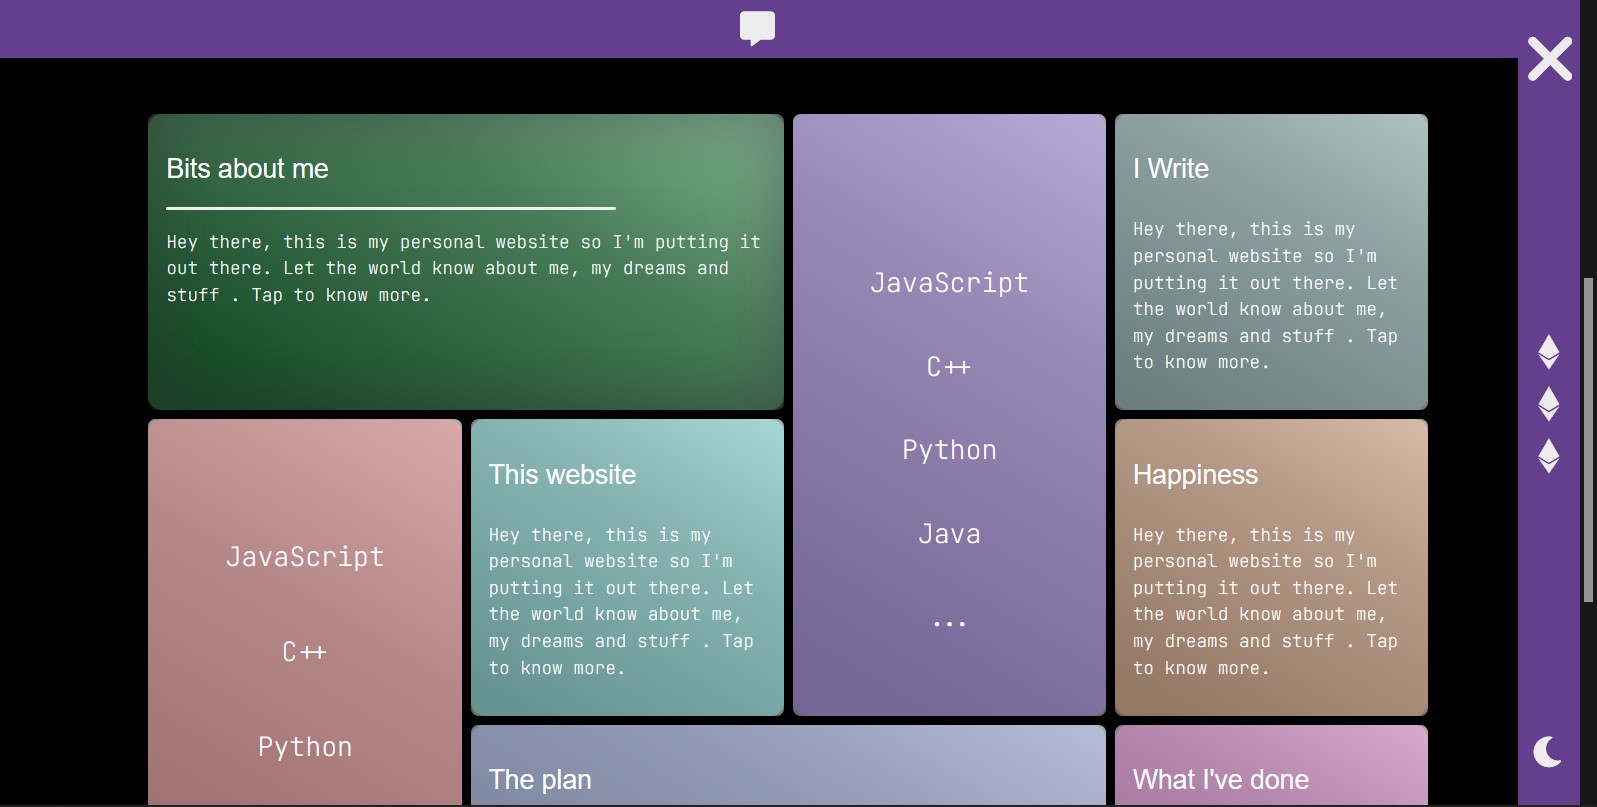 Bits about me
Hey there, this is my personal website so I'm putting it
out there. Let the world know about me, my dreams and
stuff . Tap to know more.
JavaScript
C++
Python
Java
...
I Write
Hey there, this is my
personal website so I'm
putting it out there. Let
the world know about me,
my dreams and stuff . Tap
to know more.
JavaScript
C++
Python
This website
Hey there, this is my
personal website so I'm
putting it out there. Let
the world know about me,
my dreams and stuff . Tap
to know more.
Happiness
Hey there, this is my
personal website so I'm
putting it out there. Let
the world know about me,
my dreams and stuff . Tap
to know more.
The plan
What I've done